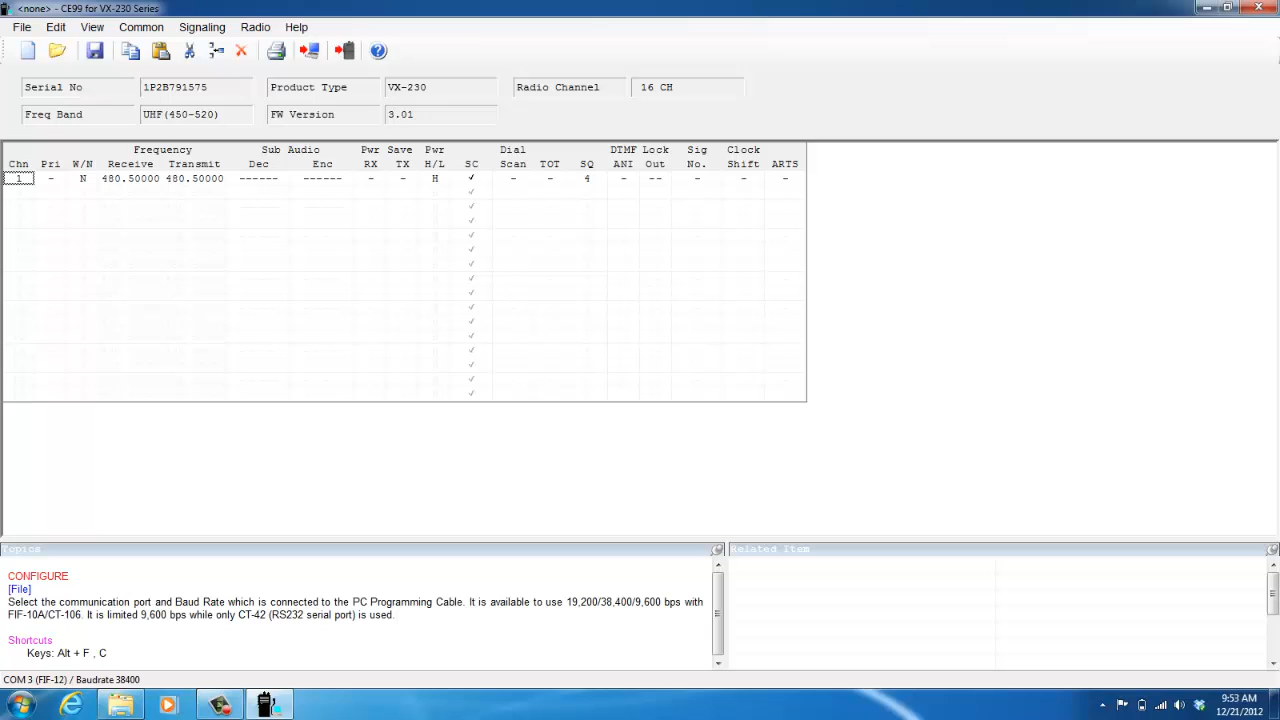 <none> - CE99 for VX-230 Series
File Edit View Common Signaling Radio Help
Serial No 1P2B791575 Product Type VX-230 Radio Channel 16 CH
Freq Band UHF(450-520) FW Version 3.01
Frequency Sub Audio Pwr Save Pwr Dial DTMF Lock Sig Clock
Chn Pri W/N Receive Transmit Dec Enc RX TX H/L SC Scan TOT SQ ANI Out No. Shift ARTS
1 - N 480.50000 480.50000 ------ ------ - - H ✓ - - 4 - -- - - -
Topics Related Item
CONFIGURE
[File]
Select the communication port and Baud Rate which is connected to the PC Programming Cable. It is available to use 19,200/38,400/9,600 bps with
FIF-10A/CT-106. It is limited 9,600 bps while only CT-42 (RS232 serial port) is used.
Shortcuts
Keys: Alt + F , C
COM 3 (FIF-12) / Baudrate 38400
9:53 AM
12/21/2012